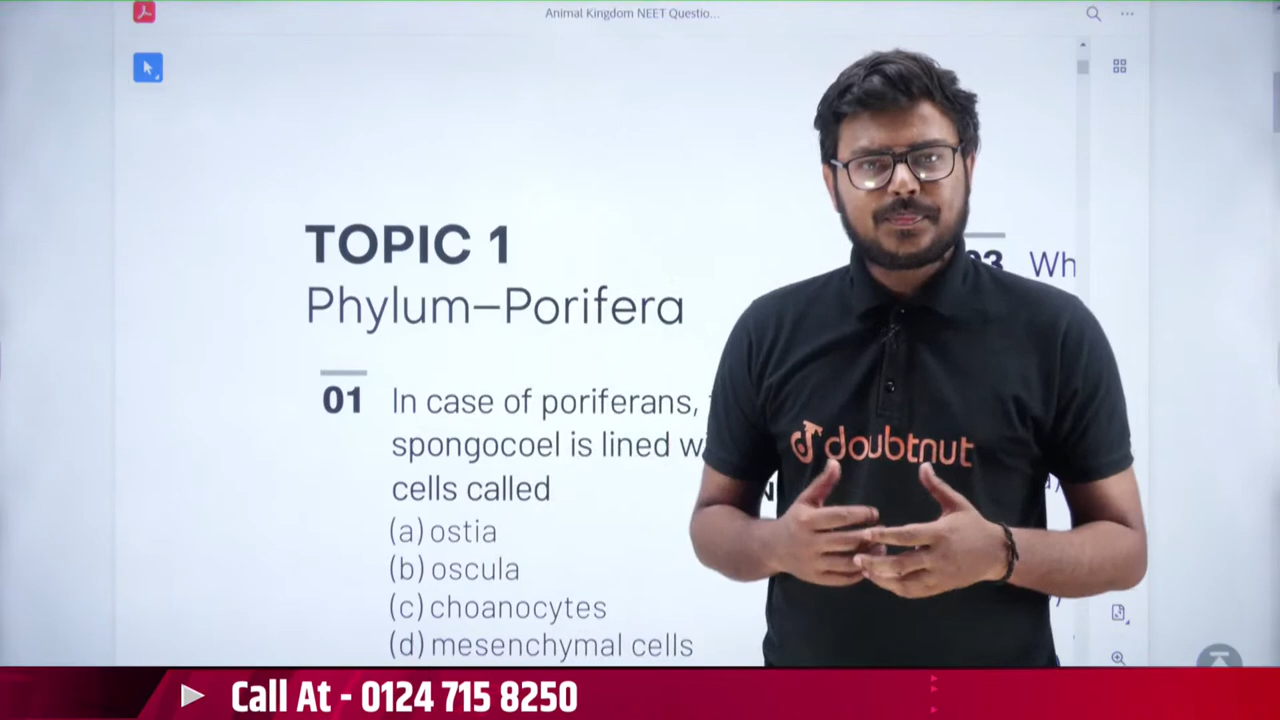 Animal Kingdom NEET Questio...
TOPIC 1
Phylum–Porifera
01 In case of poriferans,
spongocoel is lined w
cells called
(a) ostia
(b) oscula
(c) choanocytes
(d) mesenchymal cells
03 Wh
doubtnut
Call At - 0124 715 8250